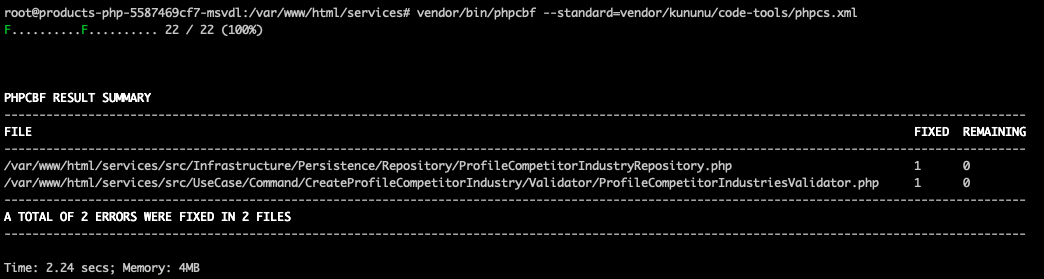 root@products-php-5587469cf7-msvdl:/var/www/html/services# vendor/bin/phpcbf --standard=vendor/kununu/code-tools/phpcs.xml
F..........F.......... 22 / 22 (100%)
PHPCBF RESULT SUMMARY
----------------------------------------------------------------------------------------------------------------------------------------------------------
FILE FIXED REMAINING
----------------------------------------------------------------------------------------------------------------------------------------------------------
/var/www/html/services/src/Infrastructure/Persistence/Repository/ProfileCompetitorIndustryRepository.php 1 0
/var/www/html/services/src/UseCase/Command/CreateProfileCompetitorIndustry/Validator/ProfileCompetitorIndustriesValidator.php 1 0
----------------------------------------------------------------------------------------------------------------------------------------------------------
A TOTAL OF 2 ERRORS WERE FIXED IN 2 FILES
----------------------------------------------------------------------------------------------------------------------------------------------------------
Time: 2.24 secs; Memory: 4MB